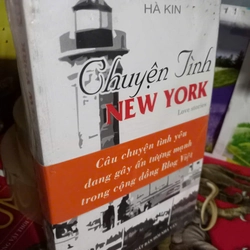 HÀ KIN
Chuyện Tình
NEW YORK
Câu chuyện tình yêu
đang gây ấn tượng mạnh
trong cộng đồng Blog Việt